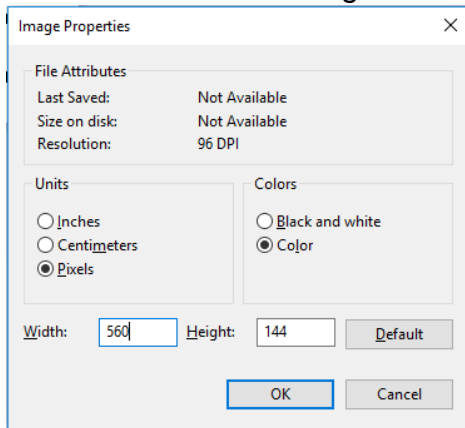 Image Properties
File Attributes
Last Saved: Not Available
Size on disk: Not Available
Resolution: 96 DPI
Units Colors
Inches Black and white
Centimeters Color
Pixels
Width: 560 Height: 144 Default
OK Cancel